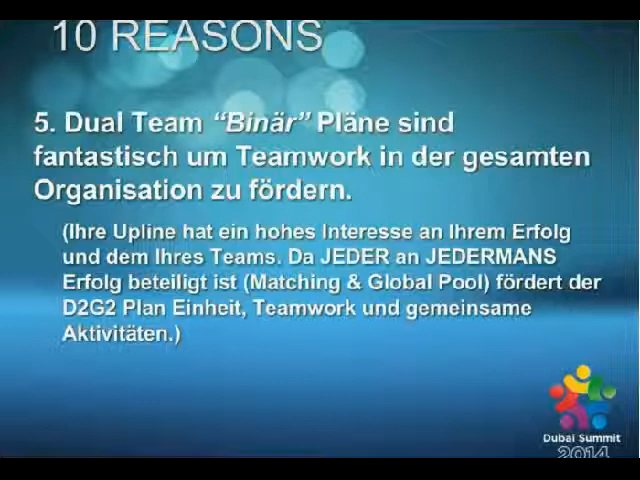 10 REASONS
5. Dual Team “Binär” Pläne sind
fantastisch um Teamwork in der gesamten
Organisation zu fördern.
(Ihre Upline hat ein hohes Interesse an Ihrem Erfolg
und dem Ihres Teams. Da JEDER an JEDERMANS
Erfolg beteiligt ist (Matching & Global Pool) fördert der
D2G2 Plan Einheit, Teamwork und gemeinsame
Aktivitäten.)
Dubai Summit
2014